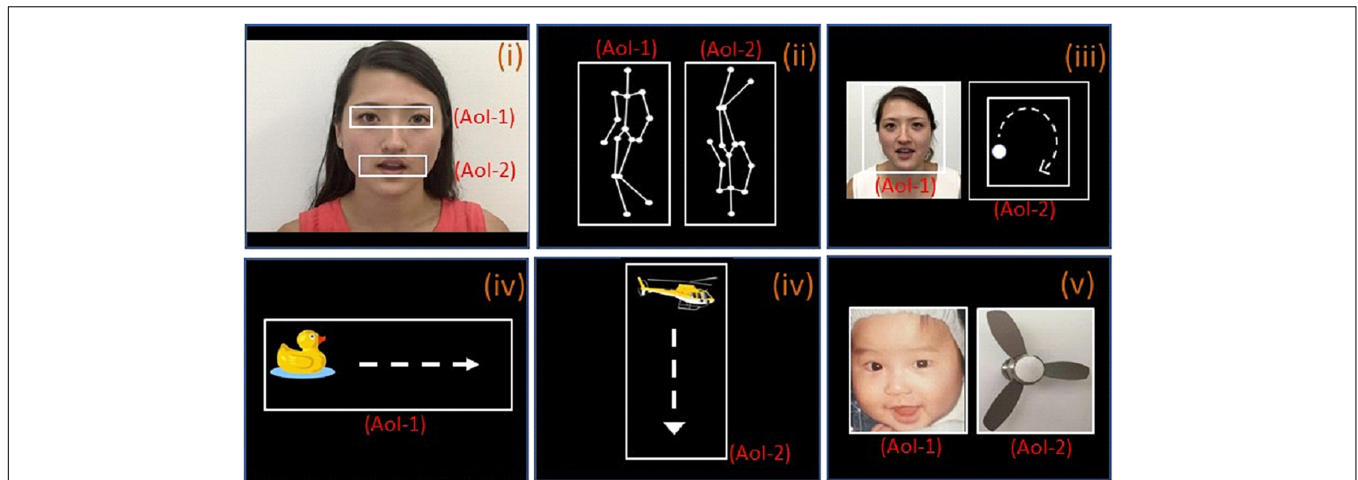 (i)
(AoI-1)
(AoI-2)
(AoI-1) (AoI-2) (ii)
(iii)
(AoI-1)
(AoI-2)
(iv)
(AoI-1)
(iv)
(AoI-2)
(v)
(AoI-1) (AoI-2)